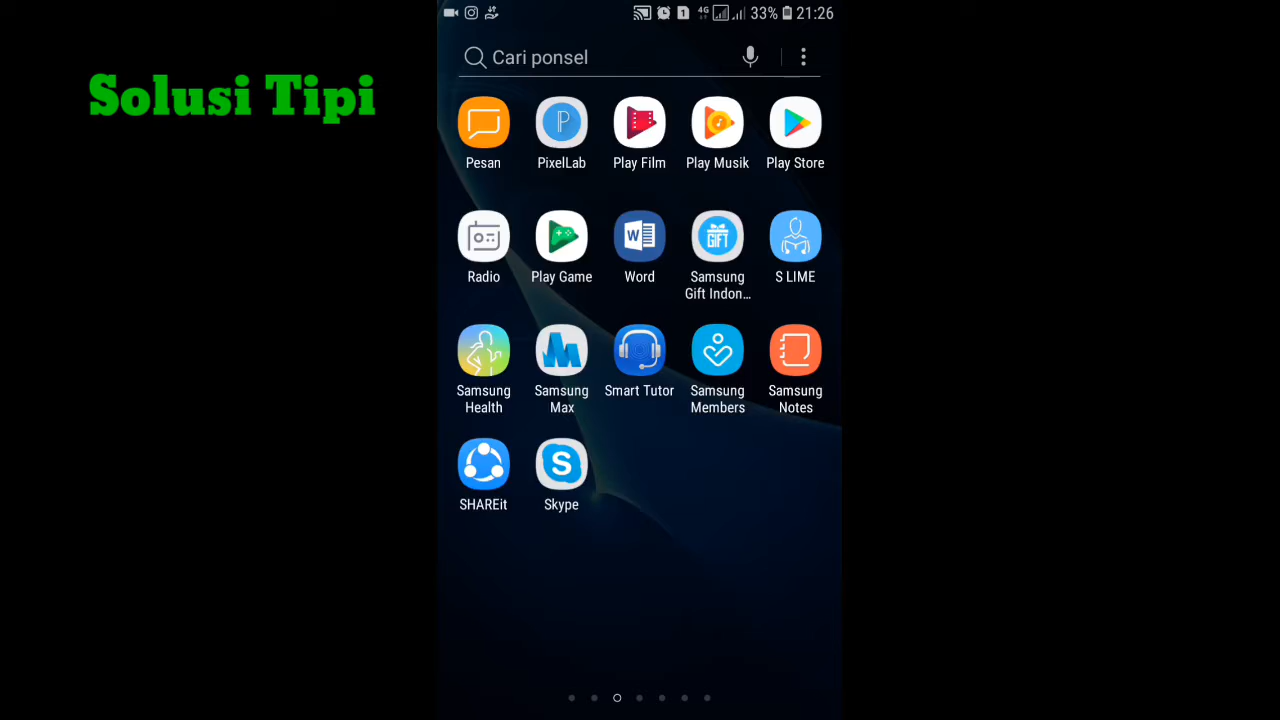 4G 33% 21:26
Solusi Tipi
Cari ponsel
Pesan PixelLab Play Film Play Musik Play Store
Radio Play Game Word Samsung Gift Indon... S LIME
Samsung Health Samsung Max Smart Tutor Samsung Members Samsung Notes
SHAREit Skype